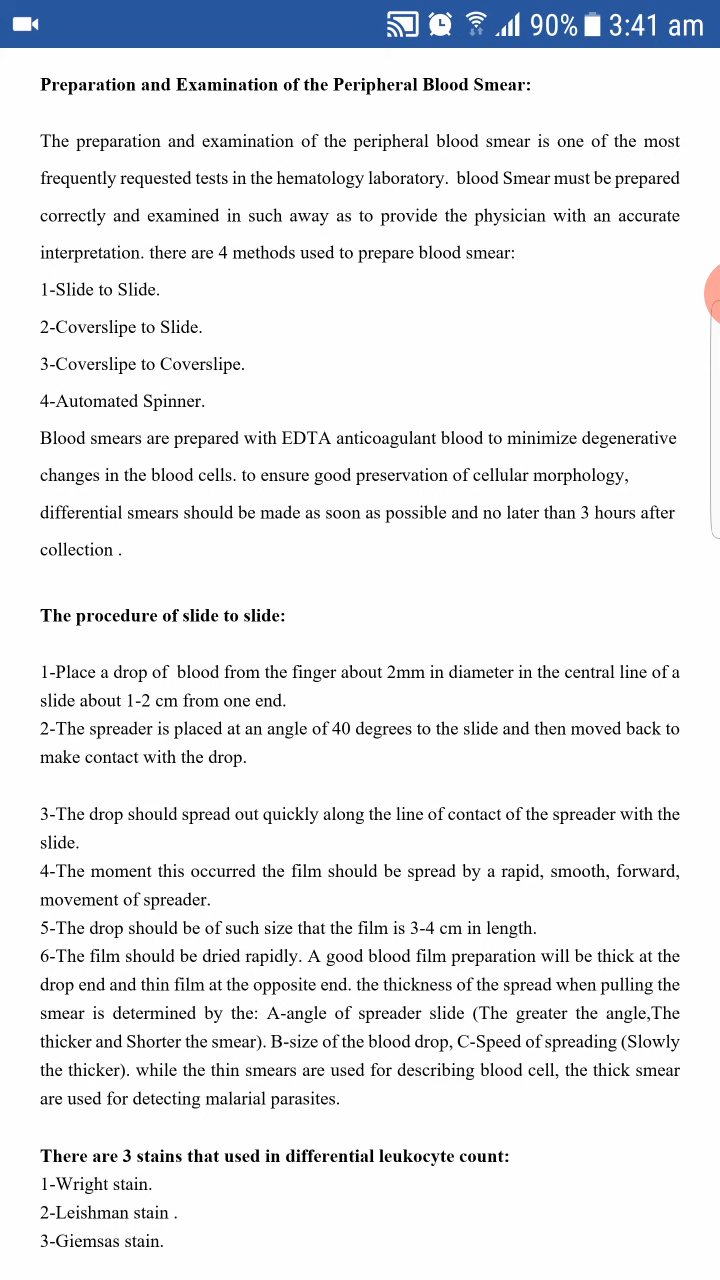 90% 3:41 am
Preparation and Examination of the Peripheral Blood Smear:
The preparation and examination of the peripheral blood smear is one of the most
frequently requested tests in the hematology laboratory.  blood Smear must be prepared
correctly and examined in such away as to provide the physician with an accurate
interpretation. there are 4 methods used to prepare blood smear:
1-Slide to Slide.
2-Coverslipe to Slide.
3-Coverslipe to Coverslipe.
4-Automated Spinner.
Blood smears are prepared with EDTA anticoagulant blood to minimize degenerative
changes in the blood cells. to ensure good preservation of cellular morphology,
differential smears should be made as soon as possible and no later than 3 hours after
collection .
The procedure of slide to slide:
1-Place a drop of  blood from the finger about 2mm in diameter in the central line of a
slide about 1-2 cm from one end.
2-The spreader is placed at an angle of 40 degrees to the slide and then moved back to
make contact with the drop.
3-The drop should spread out quickly along the line of contact of the spreader with the
slide.
4-The moment this occurred the film should be spread by a rapid, smooth, forward,
movement of spreader.
5-The drop should be of such size that the film is 3-4 cm in length.
6-The film should be dried rapidly. A good blood film preparation will be thick at the
drop end and thin film at the opposite end. the thickness of the spread when pulling the
smear is determined by the: A-angle of spreader slide (The greater the angle,The
thicker and Shorter the smear). B-size of the blood drop, C-Speed of spreading (Slowly
the thicker). while the thin smears are used for describing blood cell, the thick smear
are used for detecting malarial parasites.
There are 3 stains that used in differential leukocyte count:
1-Wright stain.
2-Leishman stain .
3-Giemsas stain.